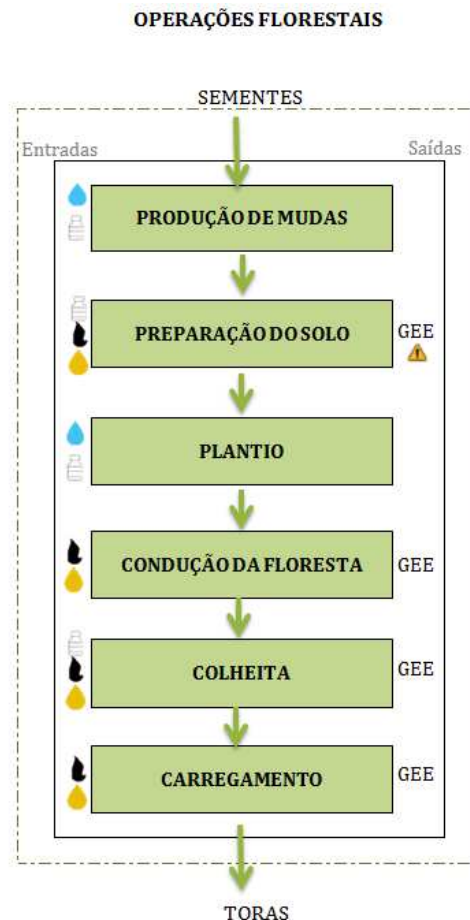 OPERAÇÕES FLORESTAIS
SEMENTES
Entradas
Saídas
PRODUÇÃO DE MUDAS
PREPARAÇÃO DO SOLO
GEE
PLANTIO
CONDUÇÃO DA FLORESTA
GEE
COLHEITA
GEE
CARREGAMENTO
GEE
TORAS